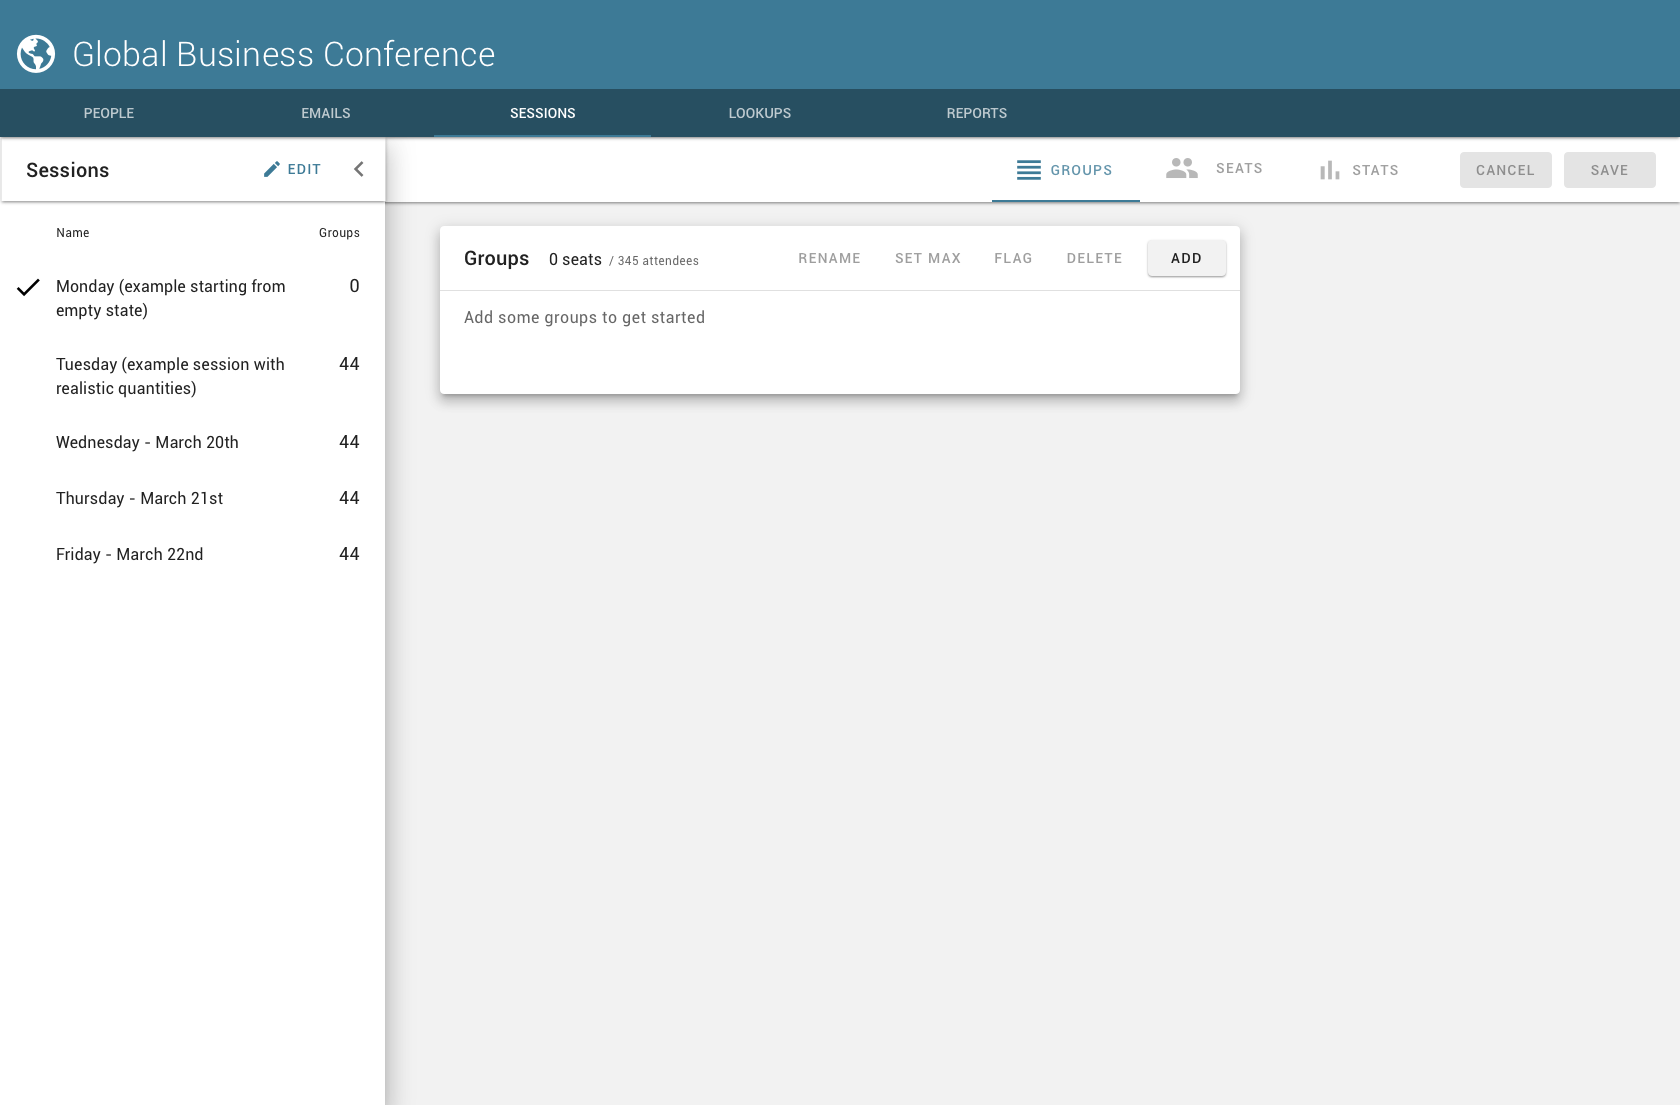 Global Business Conference
PEOPLE EMAILS SESSIONS LOOKUPS REPORTS
Sessions EDIT
GROUPS SEATS STATS CANCEL SAVE
Name Groups
Monday (example starting from 0
empty state)
Tuesday (example session with 44
realistic quantities)
Wednesday - March 20th 44
Thursday - March 21st 44
Friday - March 22nd 44
Groups 0 seats / 345 attendees RENAME SET MAX FLAG DELETE ADD
Add some groups to get started